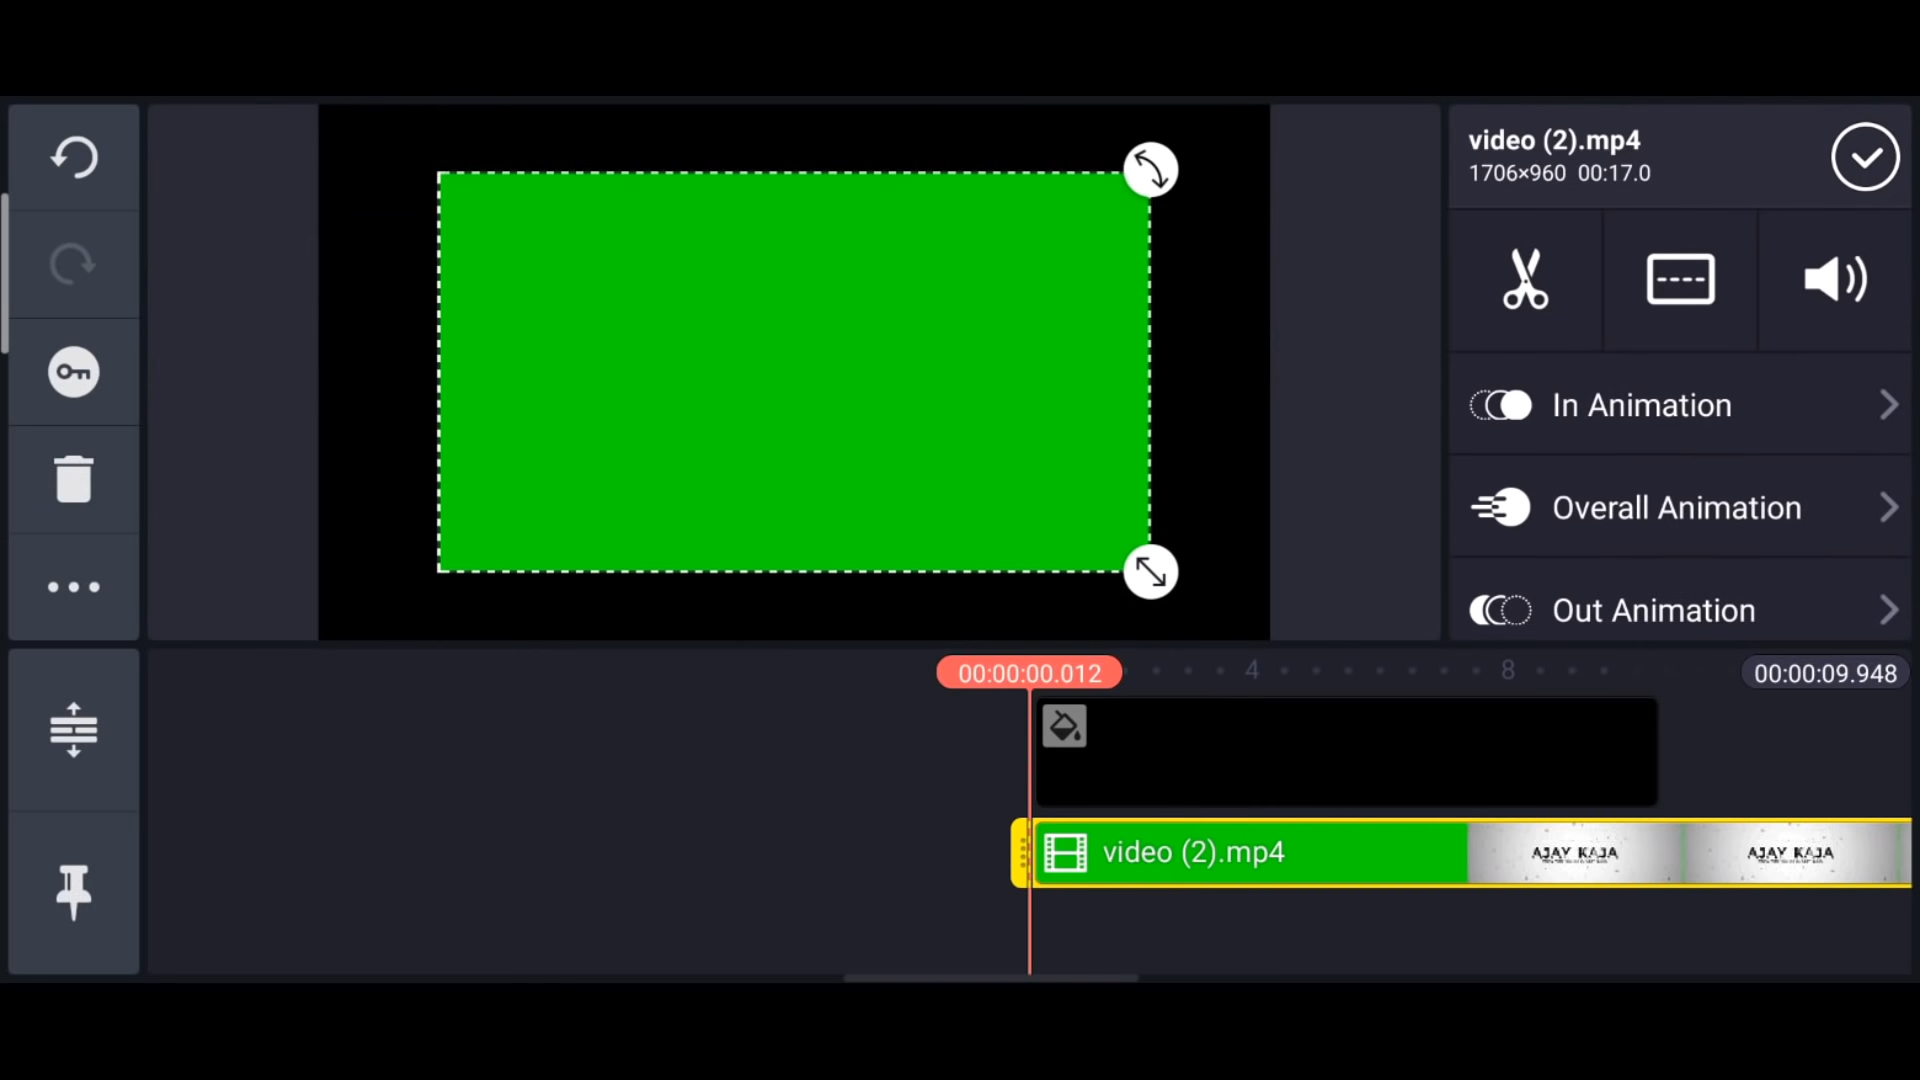 video (2).mp4
1706×960 00:17.0
In Animation
Overall Animation
Out Animation
00:00:00.012
4
8
00:00:09.948
video (2).mp4
AJAY KAJA
AJAY KAJA